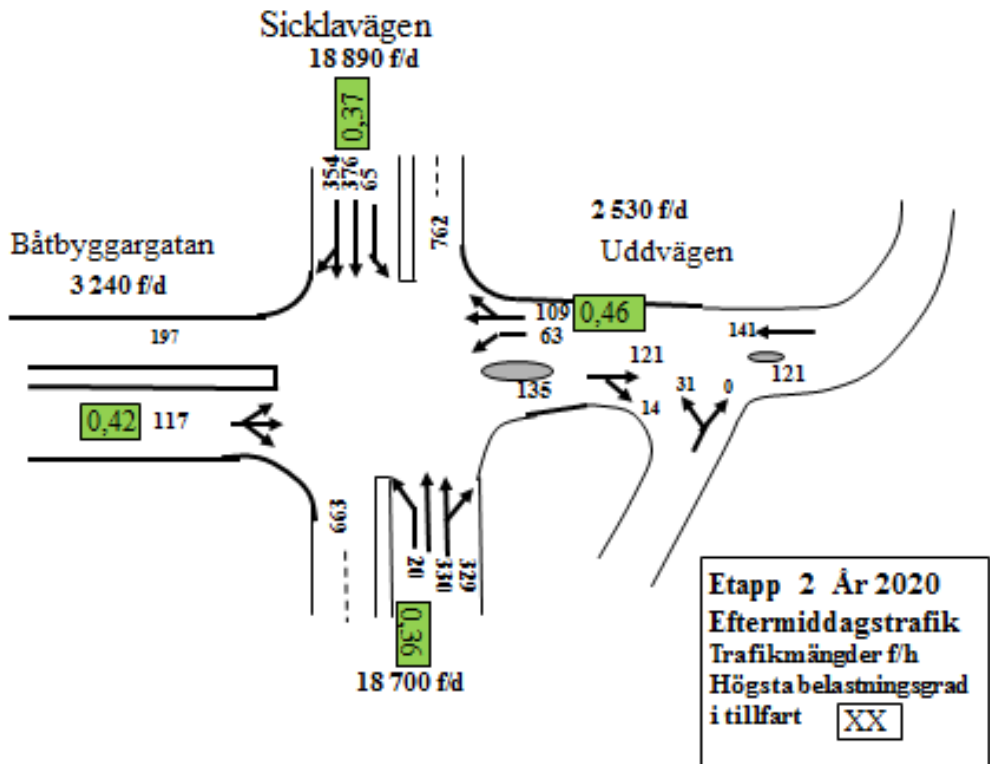 Sicklavägen
18 890 f/d
0,37
354
376
65
762
2 530 f/d
Uddvägen
Båtbyggargatan
3 240 f/d
197
109
0,46
63
141
121
121
135
31
0
14
0,42
117
663
20
330
329
0,36
18 700 f/d
Etapp 2 År 2020
Eftermiddagstrafik
Trafikmängder f/h
Högsta belastningsgrad
i tillfart XX